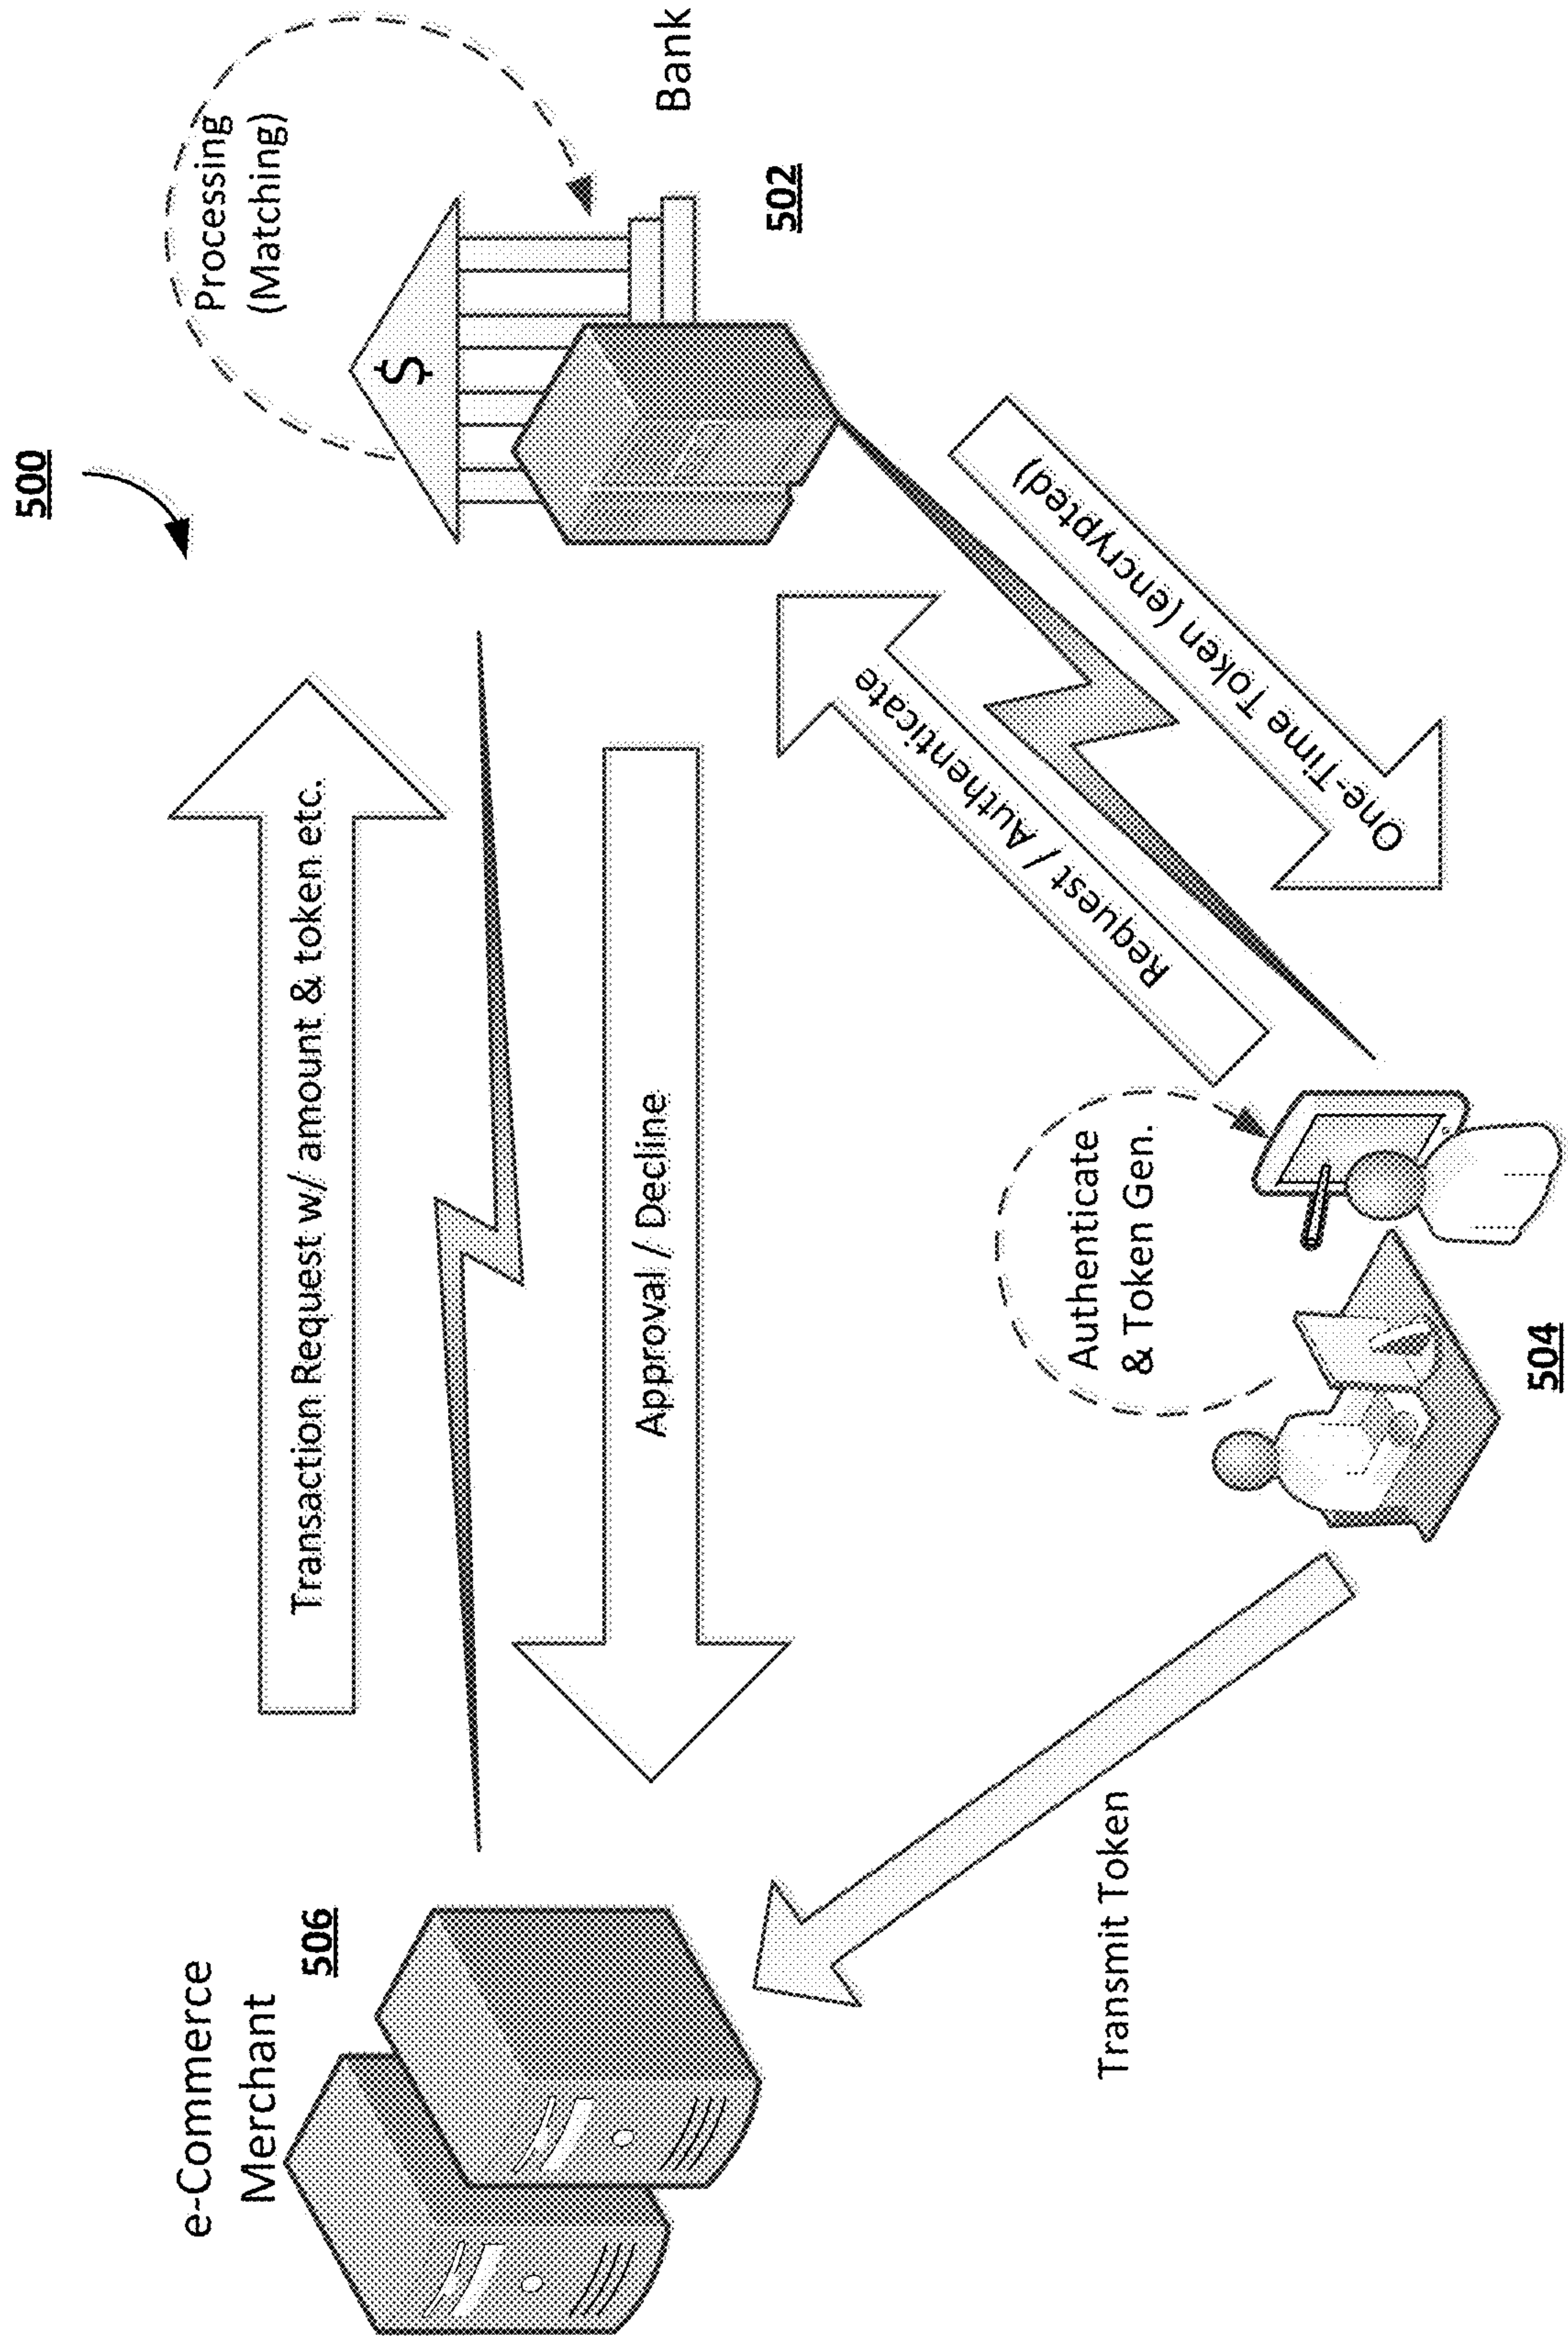 500
Processing
(Matching)
Bank
502
e-Commerce
Merchant
506
Transaction Request w/ amount & token etc.
Approval / Decline
Request / Authenticate
One-Time Token (encrypted)
Authenticate
& Token Gen.
Transmit Token
504
$